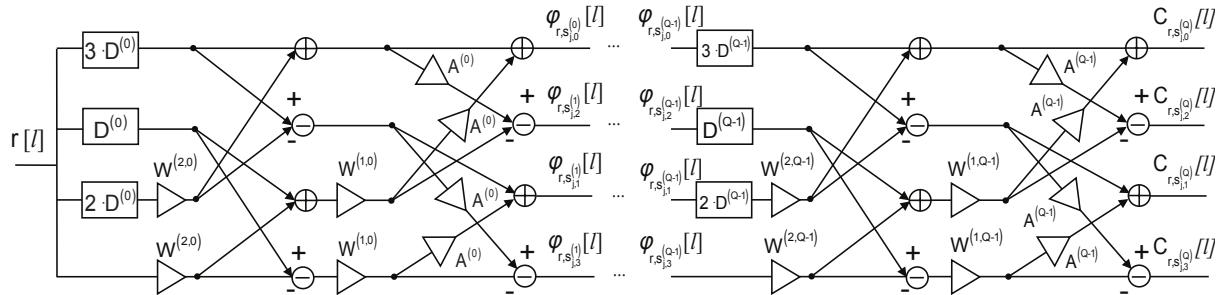 φ_{r,s_{j,0}^{(0)}}[l] ... φ_{r,s_{j,0}^{(Q-1)}}[l] C_{r,s_{j,0}^{(Q)}}[l]
3·D^{(0)} + A^{(0)} + 3·D^{(Q-1)} + A^{(Q-1)} +
+ + φ_{r,s_{j,2}^{(1)}}[l] φ_{r,s_{j,2}^{(Q-1)}}[l] + A^{(Q-1)} + C_{r,s_{j,2}^{(Q)}}[l]
D^{(0)} − - A^{(0)} − - ... D^{(Q-1)} − - − -
r[l] W^{(2,0)} W^{(1,0)} φ_{r,s_{j,1}^{(1)}}[l] φ_{r,s_{j,1}^{(Q-1)}}[l] W^{(2,Q-1)} W^{(1,Q-1)} C_{r,s_{j,1}^{(Q)}}[l]
2·D^{(0)} + A^{(0)} + ... 2·D^{(Q-1)} + A^{(Q-1)} +
W^{(2,0)} + W^{(1,0)} A^{(0)} + φ_{r,s_{j,3}^{(1)}}[l] φ_{r,s_{j,3}^{(Q-1)}}[l] W^{(2,Q-1)} + W^{(1,Q-1)} A^{(Q-1)} + C_{r,s_{j,3}^{(Q)}}[l]
− - − - ... − - − -